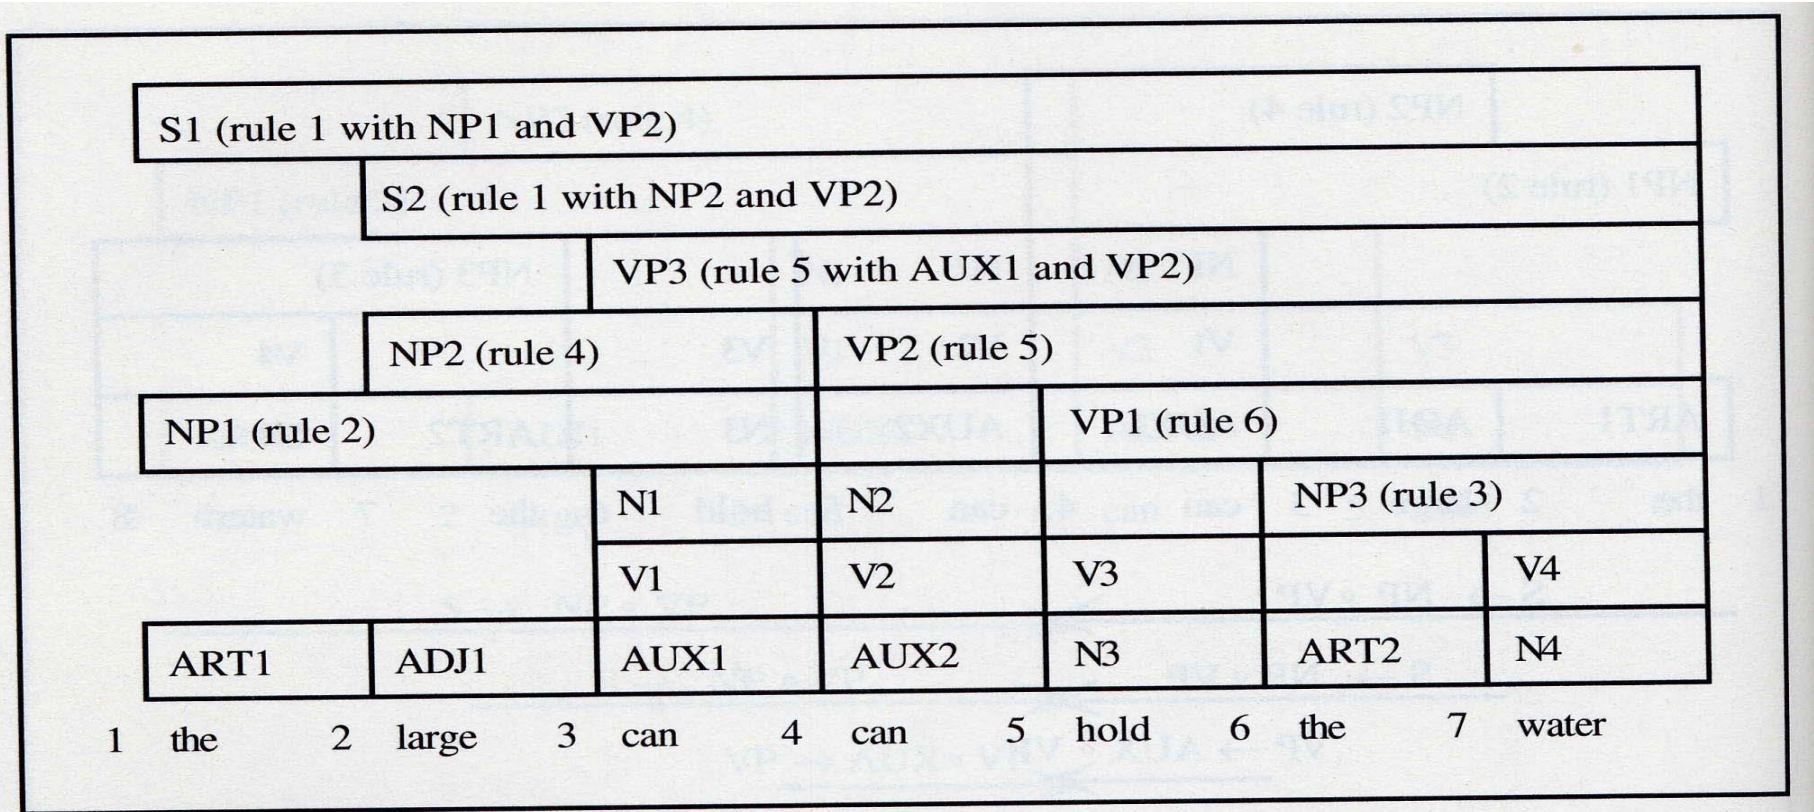 S1 (rule 1 with NP1 and VP2)
S2 (rule 1 with NP2 and VP2)
VP3 (rule 5 with AUX1 and VP2)
NP2 (rule 4) VP2 (rule 5)
NP1 (rule 2) VP1 (rule 6)
N1 N2 NP3 (rule 3)
V1 V2 V3 V4
ART1 ADJ1 AUX1 AUX2 N3 ART2 N4
1 the 2 large 3 can 4 can 5 hold 6 the 7 water